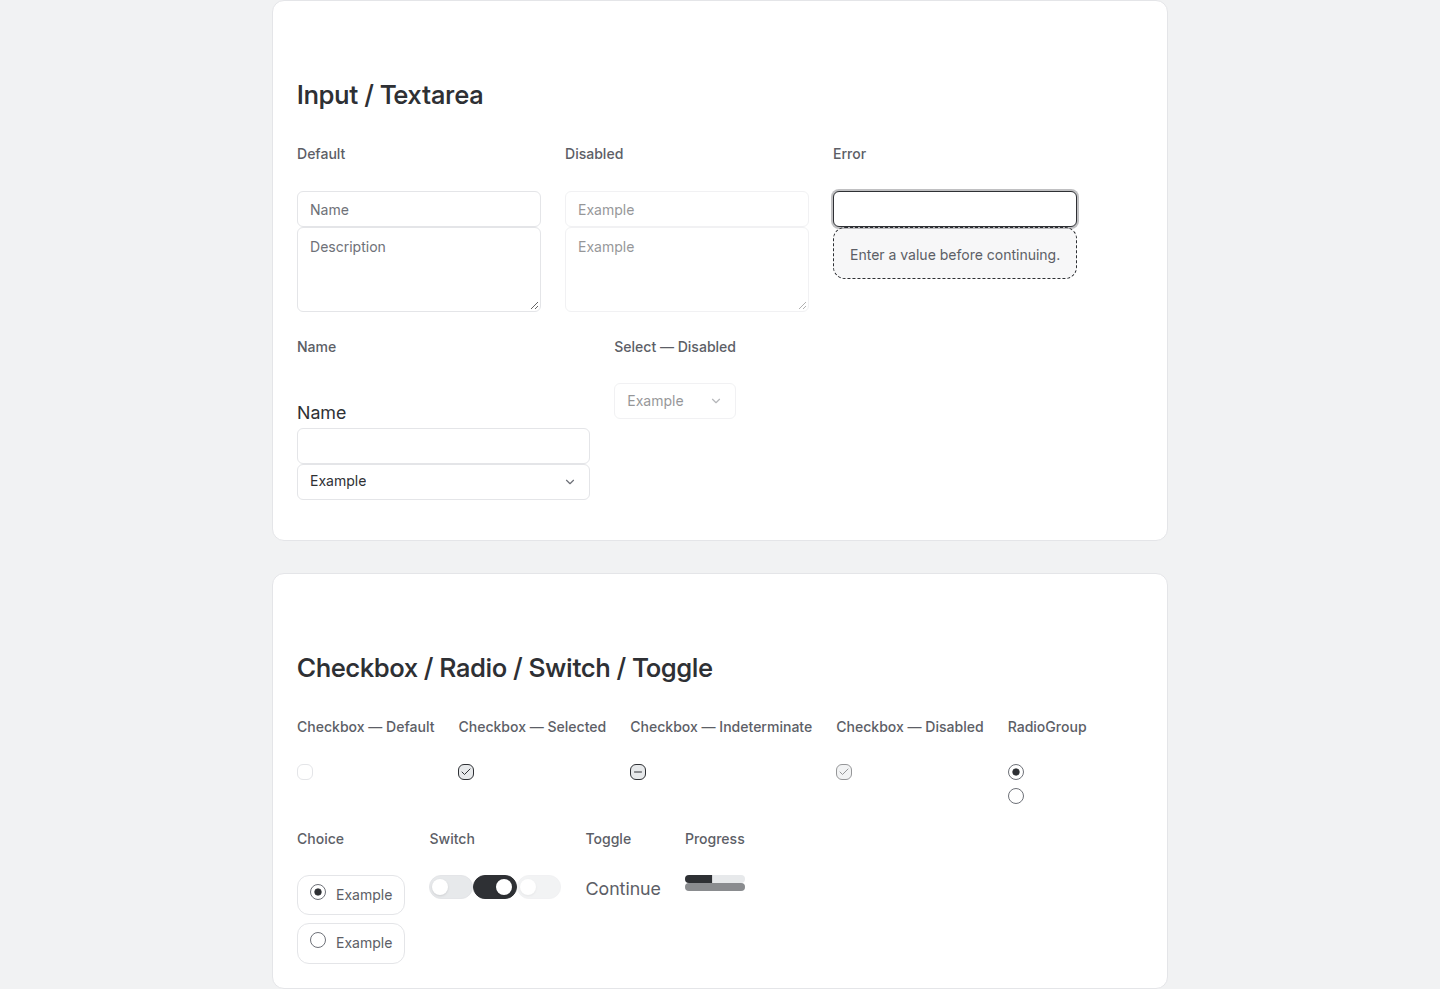 Input / Textarea
Default
Disabled
Error
Name
Example
Description
Example
Enter a value before continuing.
Name
Select — Disabled
Example
Name
Example
Checkbox / Radio / Switch / Toggle
Checkbox — Default
Checkbox — Selected
Checkbox — Indeterminate
Checkbox — Disabled
RadioGroup
Choice
Switch
Toggle
Progress
Example
Continue
Example